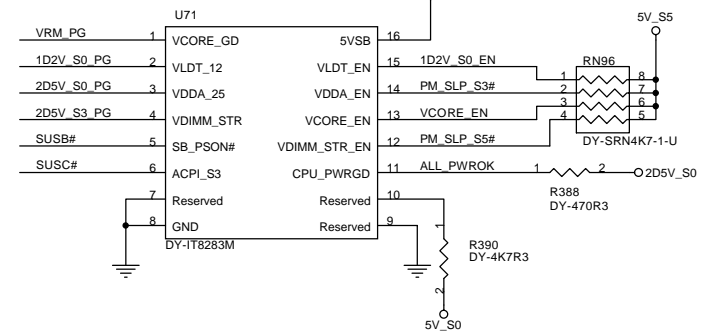 U71
5V_S5
VRM_PG 1 VCORE_GD 5VSB 16
1D2V_S0_PG 2 VLDT_12 VLDT_EN 15 1D2V_S0_EN RN96
2D5V_S0_PG 3 VDDA_25 VDDA_EN 14 PM_SLP_S3#
2D5V_S3_PG 4 VDIMM_STR VCORE_EN 13 VCORE_EN
SUSB# 5 SB_PSON# VDIMM_STR_EN 12 PM_SLP_S5#
SUSC# 6 ACPI_S3 CPU_PWRGD 11 ALL_PWROK 1 2 2D5V_S0
7 Reserved Reserved 10
8 GND Reserved 9
DY-IT8283M
1 8
2 7
3 6
4 5
DY-SRN4K7-1-U
R388
DY-470R3
1
R390
DY-4K7R3
2
5V_S0